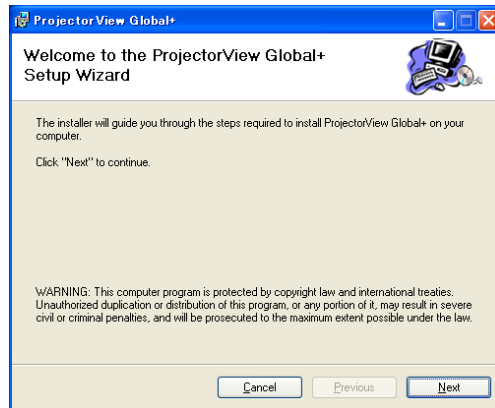 ProjectorView Global+
Welcome to the ProjectorView Global+
Setup Wizard
The installer will guide you through the steps required to install ProjectorView Global+ on your
computer.
Click "Next" to continue.
WARNING: This computer program is protected by copyright law and international treaties.
Unauthorized duplication or distribution of this program, or any portion of it, may result in severe
civil or criminal penalties, and will be prosecuted to the maximum extent possible under the law.
Cancel Previous Next